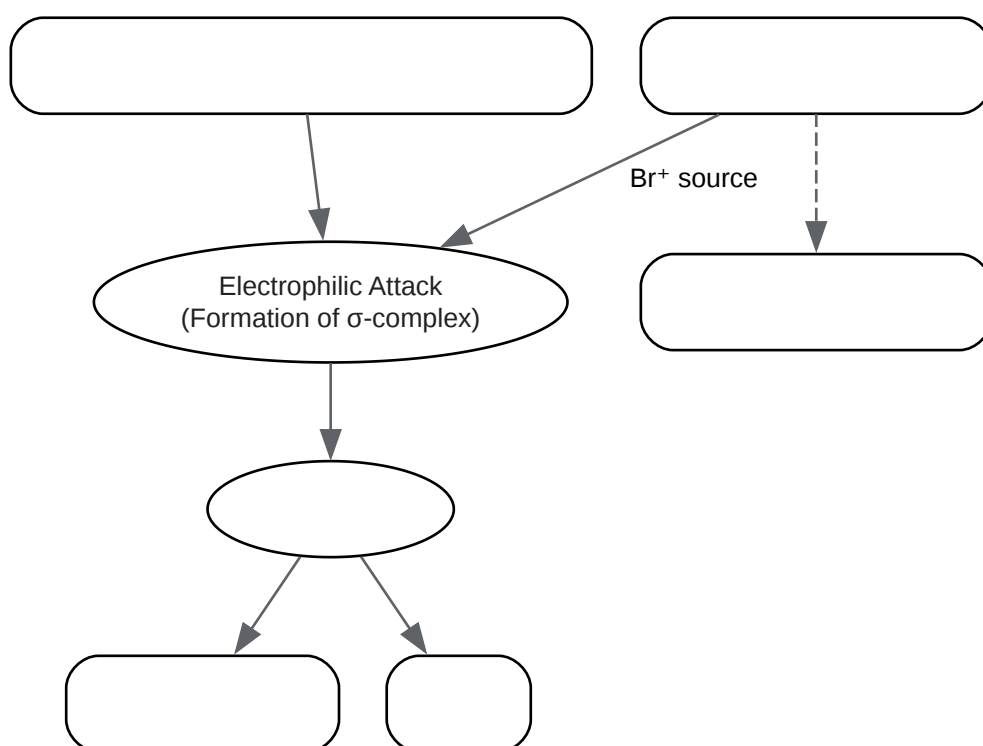 Br⁺ source
Electrophilic Attack
(Formation of σ-complex)